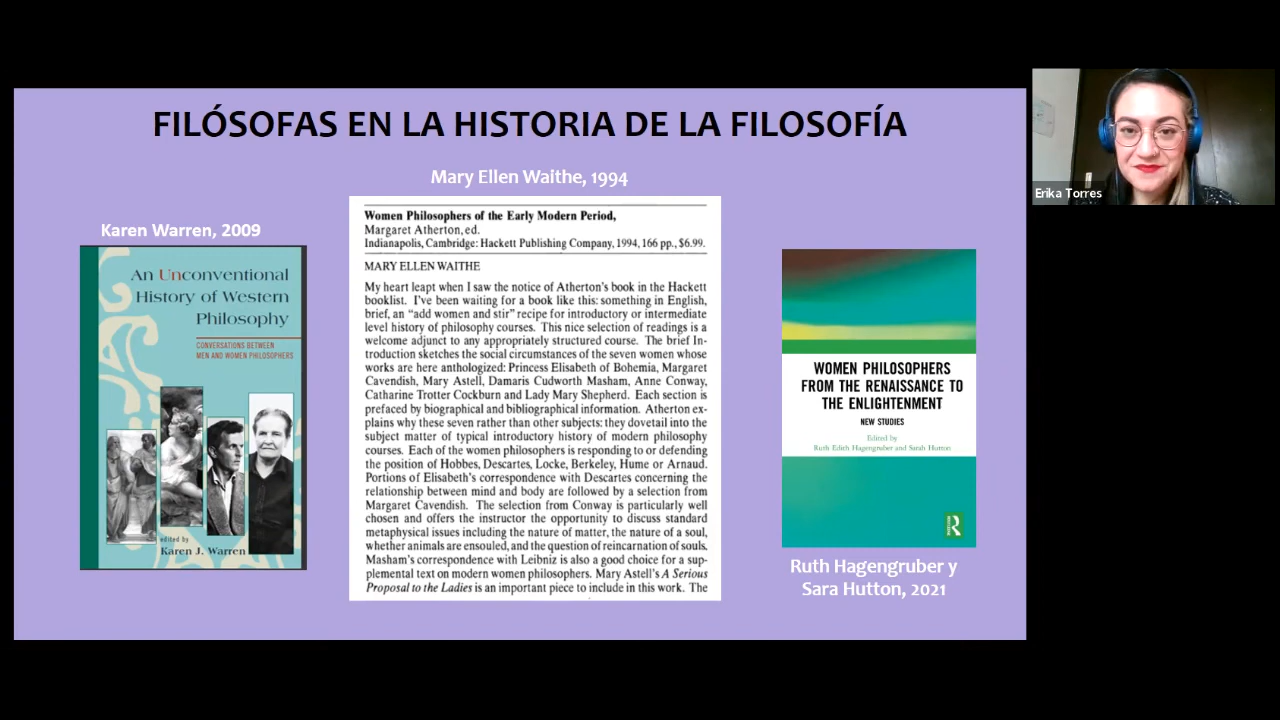 FILÓSOFAS EN LA HISTORIA DE LA FILOSOFÍA
Karen Warren, 2009
An Unconventional
History of Western
Philosophy
CONVERSATIONS BETWEEN
MEN AND WOMEN PHILOSOPHERS
edited by
Karen J. Warren
Mary Ellen Waithe, 1994
Women Philosophers of the Early Modern Period,
Margaret Atherton, ed.
Indianapolis, Cambridge: Hackett Publishing Company, 1994, 166 pp., $6.99.
MARY ELLEN WAITHE
My heart leapt when I saw the notice of Atherton's book in the Hackett
booklist. I've been waiting for a book like this: something in English,
brief, an “add women and stir” recipe for introductory or intermediate
level history of philosophy courses. This nice selection of readings is a
welcome adjunct to any appropriately structured course. The brief In-
troduction sketches the social circumstances of the seven women whose
works are here anthologized: Princess Elisabeth of Bohemia, Margaret
Cavendish, Mary Astell, Damaris Cudworth Masham, Anne Conway,
Catharine Trotter Cockburn and Lady Mary Shepherd. Each section is
prefaced by biographical and bibliographical information. Atherton ex-
plains why these seven rather than other subjects: they dovetail into the
subject matter of typical introductory history of modern philosophy
courses. Each of the women philosophers is responding to or defending
the position of Hobbes, Descartes, Locke, Berkeley, Hume or Arnaud.
Portions of Elisabeth's correspondence with Descartes concerning the
relationship between mind and body are followed by a selection from
Margaret Cavendish. The selection from Conway is particularly well
chosen and offers the instructor the opportunity to discuss standard
metaphysical issues including the nature of matter, the nature of a soul,
whether animals are ensouled, and the question of reincarnation of souls.
Masham's correspondence with Leibniz is also a good choice for a sup-
plemental text on modern women philosophers. Mary Astell's A Serious
Proposal to the Ladies is an important piece to include in this work. The
WOMEN PHILOSOPHERS
FROM THE RENAISSANCE TO
THE ENLIGHTENMENT
NEW STUDIES
Edited by
Ruth Edith Hagengruber and Sarah Hutton
Ruth Hagengruber y
Sara Hutton, 2021
Erika Torres